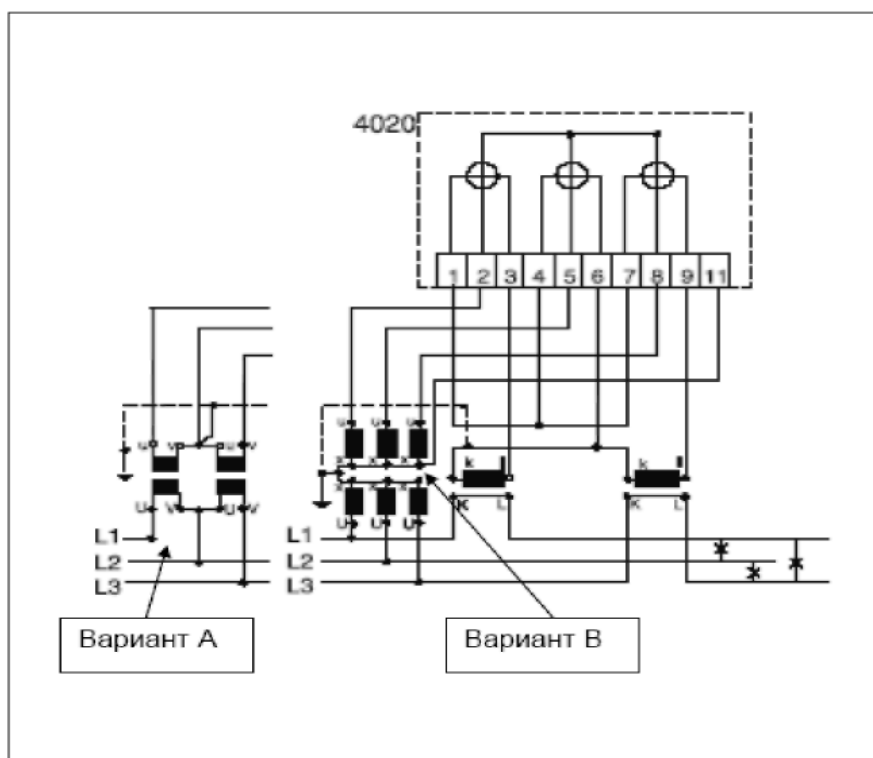 4020
1 2 3 4 5 6 7 8 9 11
u v u v
u u u
x x x
k l k l
x x x
U V U V
U U U
K L K L
L1 L1
L2 L2
L3 L3
Вариант А Вариант В